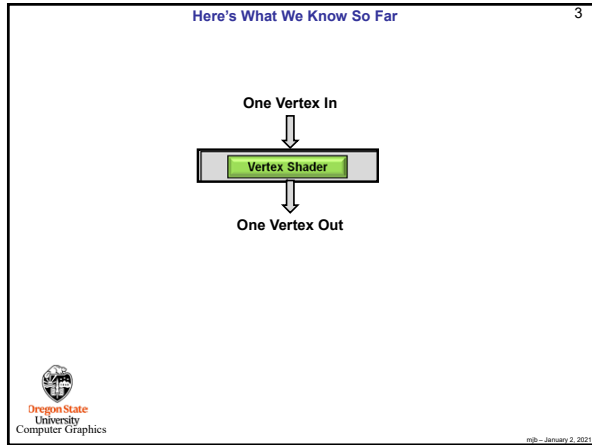 Here's What We Know So Far
3
One Vertex In
Vertex Shader
One Vertex Out
Oregon State
University
Computer Graphics
mjb – January 2, 2021